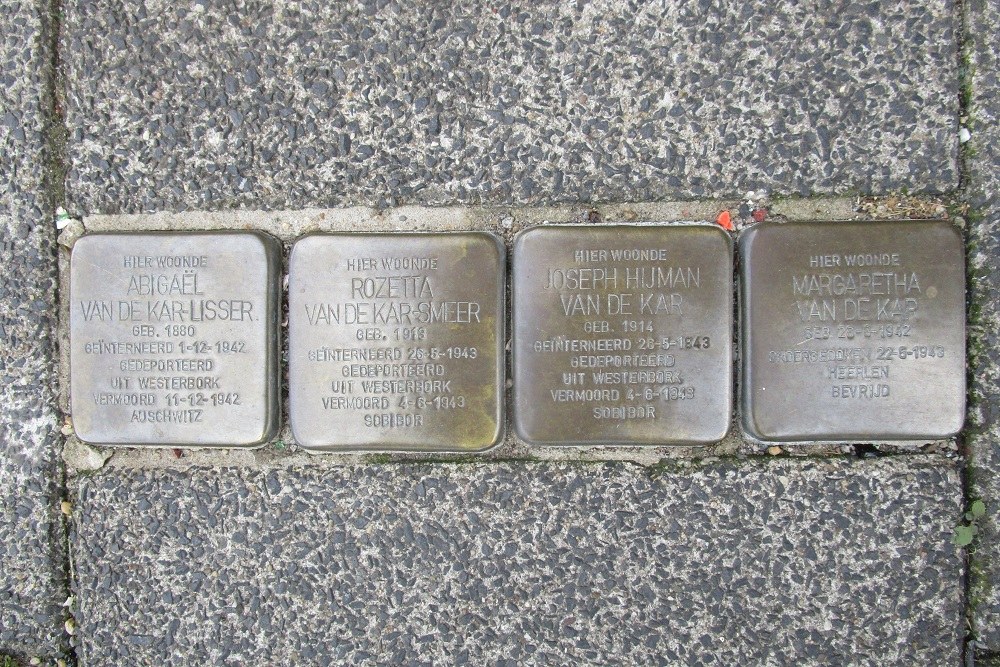 HIER WOONDE
ABIGAËL
VAN DE KAR-LISSER
GEB. 1880
GEÏNTERNEERD 1-12-1942
GEDEPORTEERD
UIT WESTERBORK
VERMOORD 11-12-1942
AUSCHWITZ
HIER WOONDE
ROZETTA
VAN DE KAR-SMEER
GEB.
GEÏNTERNEERD 26-5-1943
GEDEPORTEERD
UIT WESTERBORK
VERMOORD 4-6-1943
SOBIBOR
HIER WOONDE
JOSEPH HIJMAN
VAN DE KAR
GEB. 1914
GEÏNTERNEERD 26-5-1943
GEDEPORTEERD
UIT WESTERBORK
VERMOORD 4-6-1943
SOBIBOR
HIER WOONDE
MARGARETHA
VAN DE KAR
GEB.
ONDERGEDOKEN 22-5-1943
HEERLEN
BEVRIJD